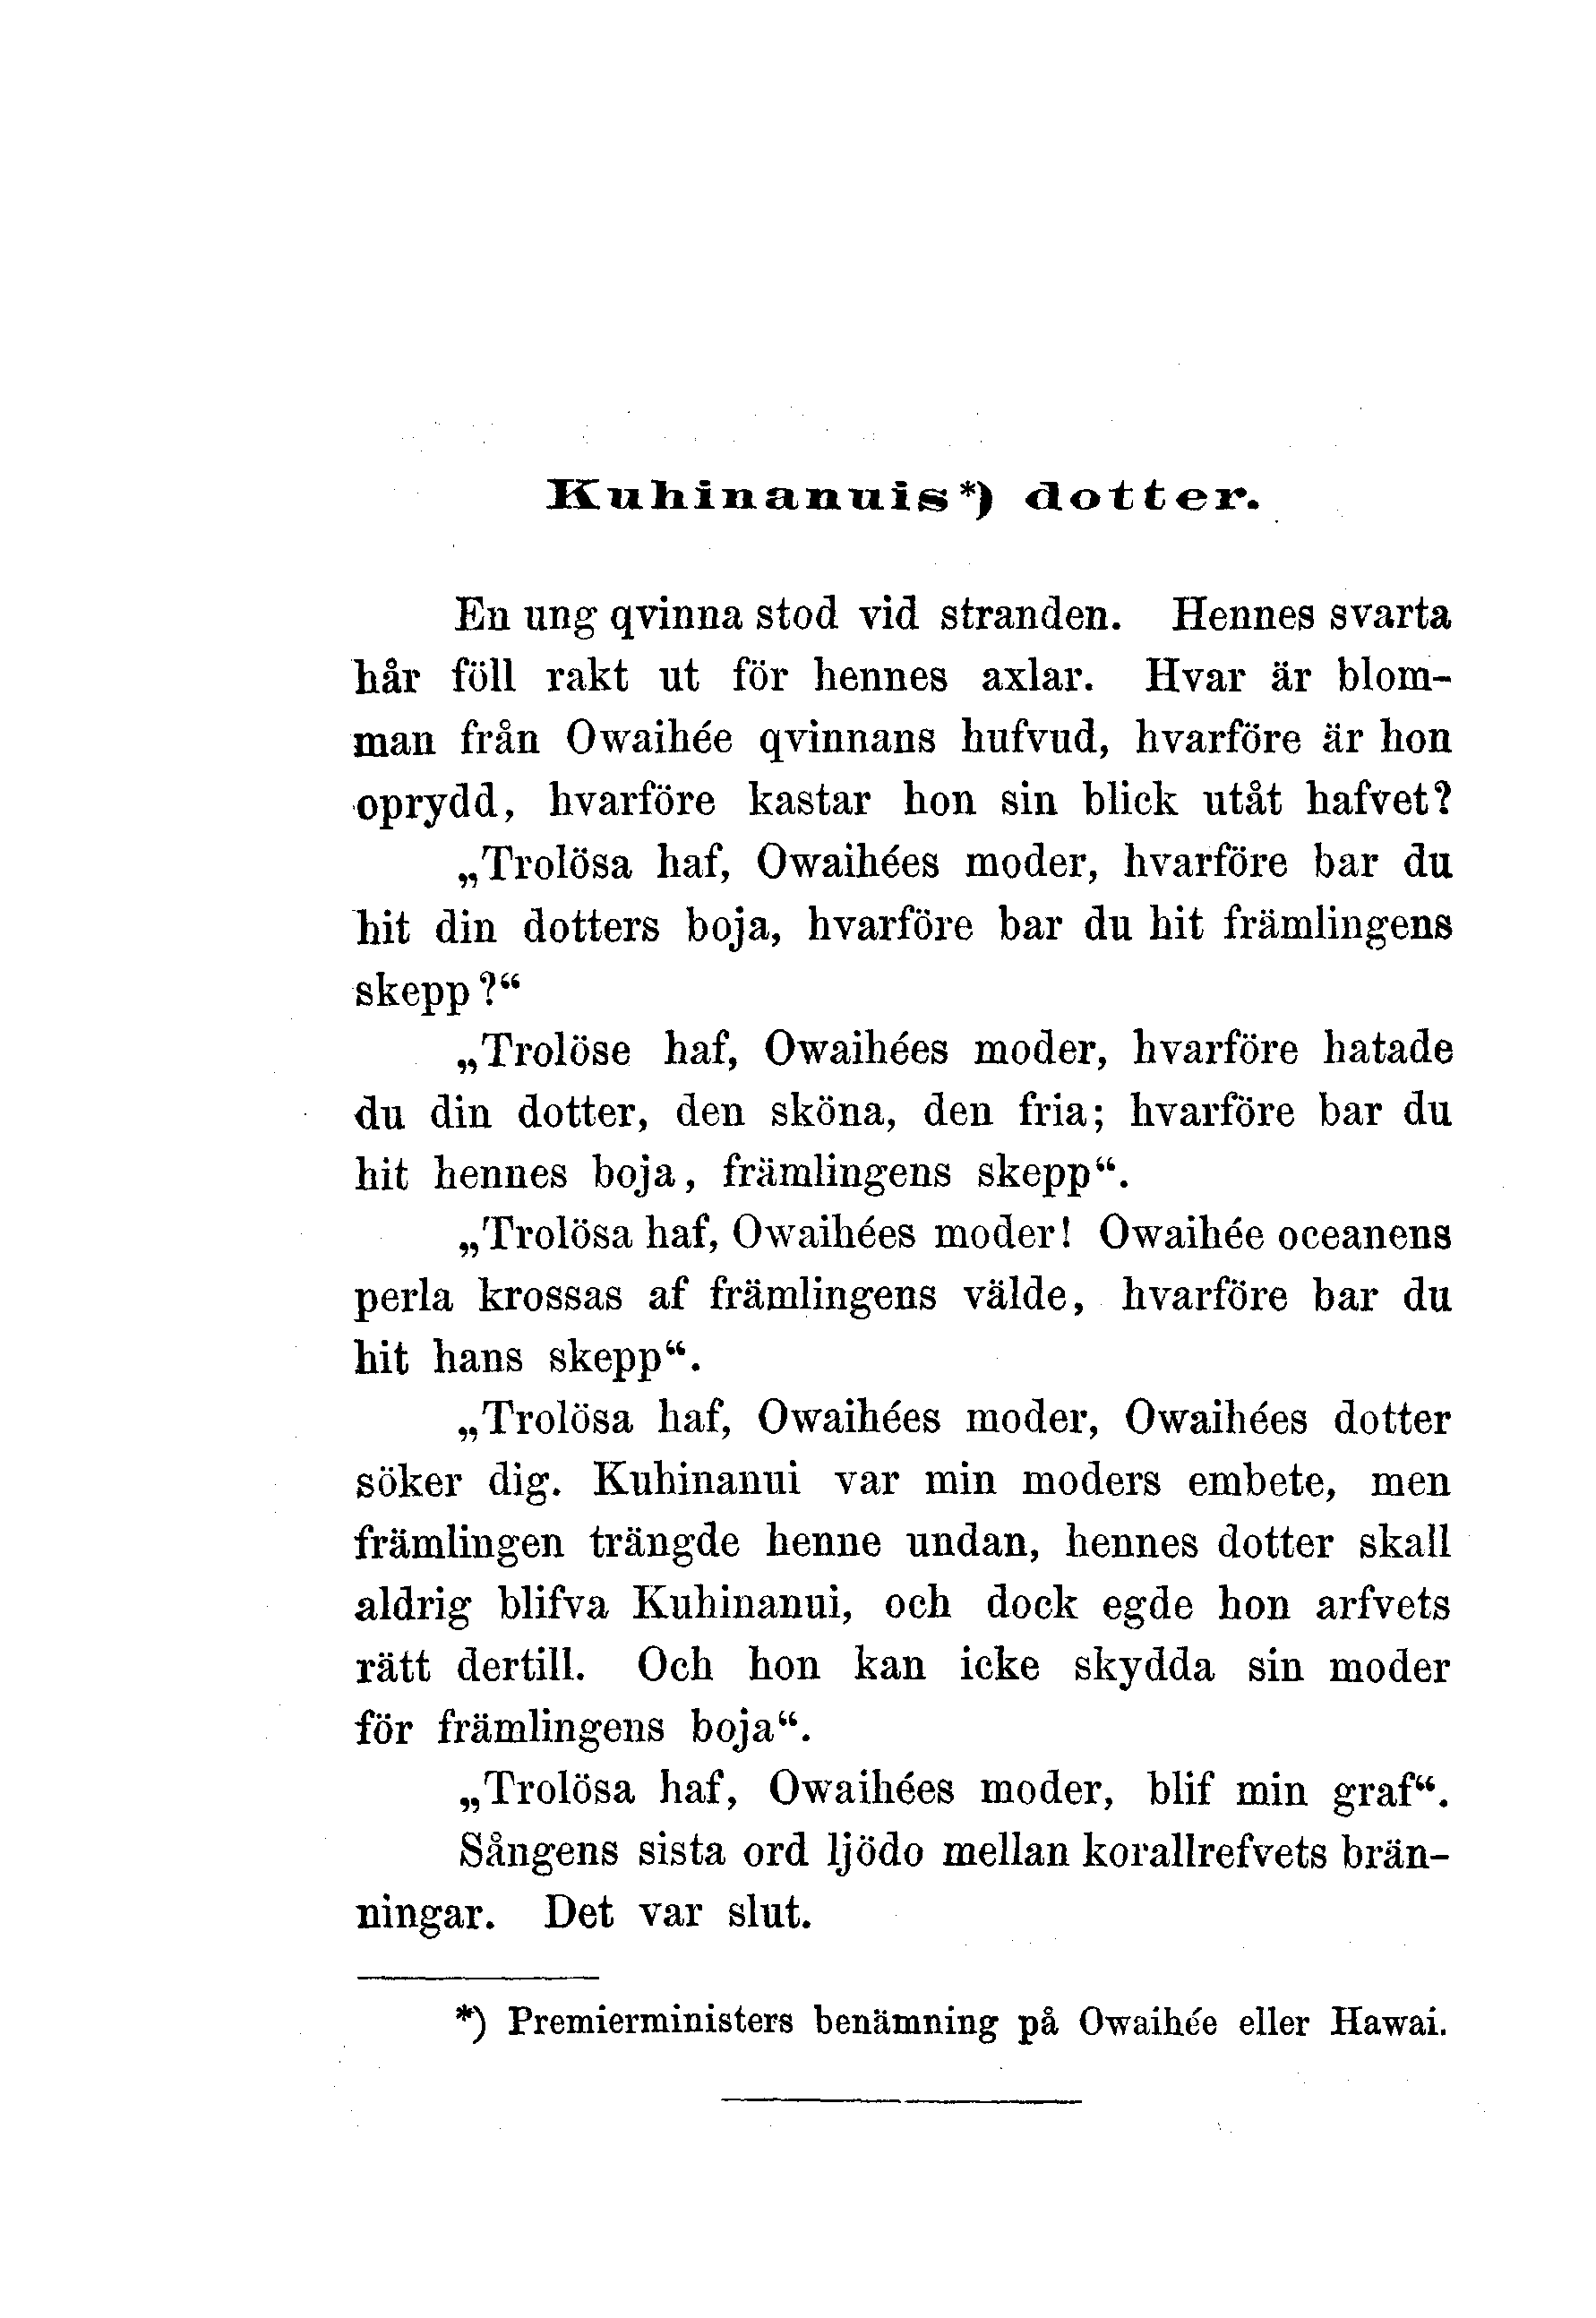 Kuhinanuis*) dotter.
En ung qvinna stod vid stranden. Hennes svarta
hår föll rakt ut för hennes axlar. Hvar är blom-
man från Owaihée qvinnans hufvud, hvarföre är hon
oprydd, hvarföre kastar hon sin blick utåt hafvet?
„Trolösa haf, Owaihées moder, hvarföre bar du
hit din dotters boja, hvarföre bar du hit främlingens
skepp?“
„Trolöse haf, Owaihées moder, hvarföre hatade
du din dotter, den sköna, den fria; hvarföre bar du
hit hennes boja, främlingens skepp“.
„Trolösa haf, Owaihées moder! Owaihée oceanens
perla krossas af främlingens välde, hvarföre bar du
hit hans skepp“.
„Trolösa haf, Owaihées moder, Owaihées dotter
söker dig. Kuhinanui var min moders embete, men
främlingen trängde henne undan, hennes dotter skall
aldrig blifva Kuhinanui, och dock egde hon arfvets
rätt dertill. Och hon kan icke skydda sin moder
för främlingens boja“.
„Trolösa haf, Owaihées moder, blif min graf“.
Sångens sista ord ljödo mellan korallrefvets brän-
ningar. Det var slut.
*) Premierministers benämning på Owaihée eller Hawai.